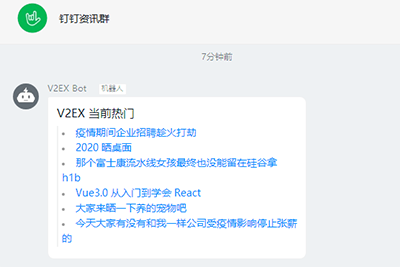 钉钉资讯群
7分钟前
V2EX Bot 机器人
V2EX 当前热门
疫情期间企业招聘趁火打劫
2020 晒桌面
那个富士康流水线女孩最终也没能留在硅谷拿
h1b
Vue3.0 从入门到学会 React
大家来晒一下养的宠物吧
今天大家有没有和我一样公司受疫情影响停止张薪
的